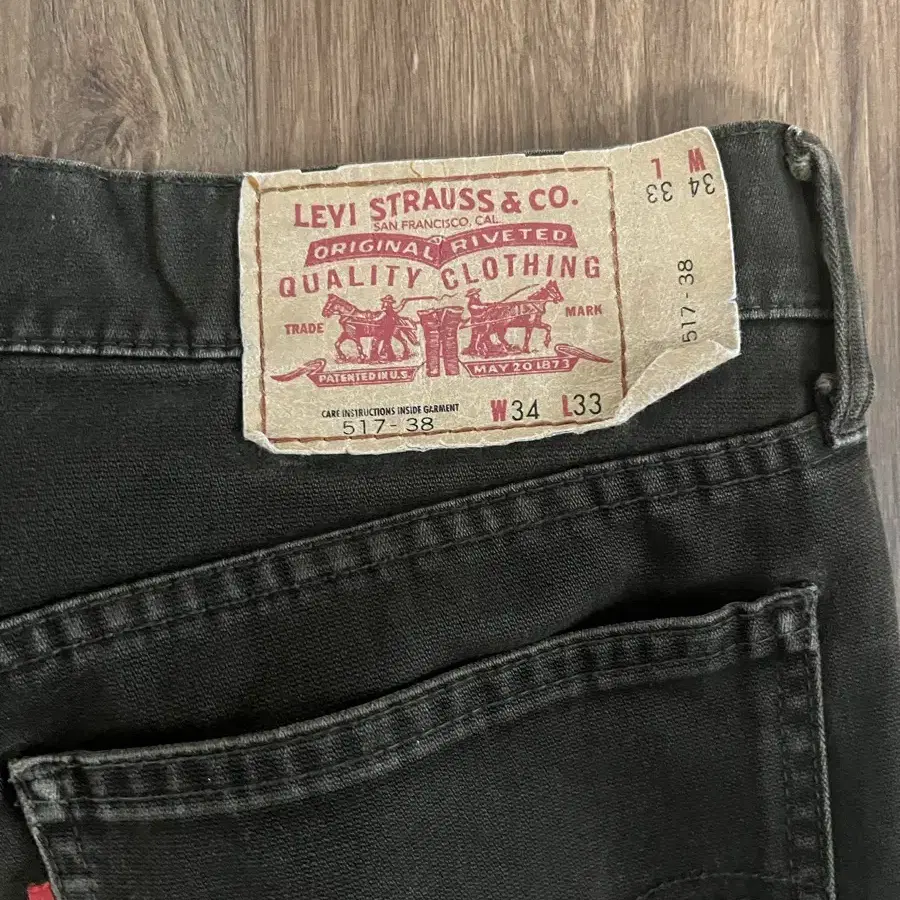 LEVI STRAUSS & CO.
SAN FRANCISCO, CAL.
ORIGINAL RIVETED
QUALITY CLOTHING
TRADE MARK
PATENTED IN U.S. MAY 20 1873
CARE INSTRUCTIONS INSIDE GARMENT
517-38 W34 L33
W L
34 33
517-38